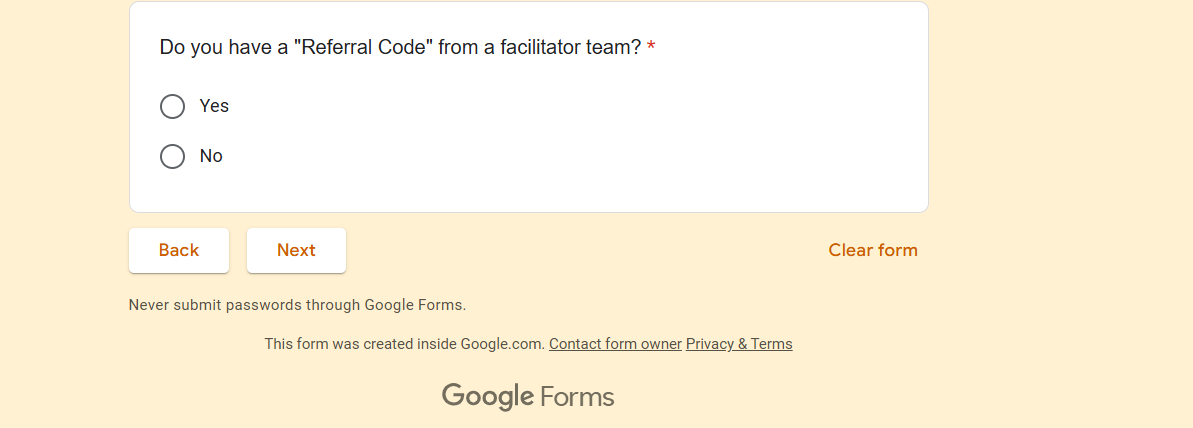 Do you have a "Referral Code" from a facilitator team? *
Yes
No
Back Next Clear form
Never submit passwords through Google Forms.
This form was created inside Google.com. Contact form owner Privacy & Terms
Google Forms